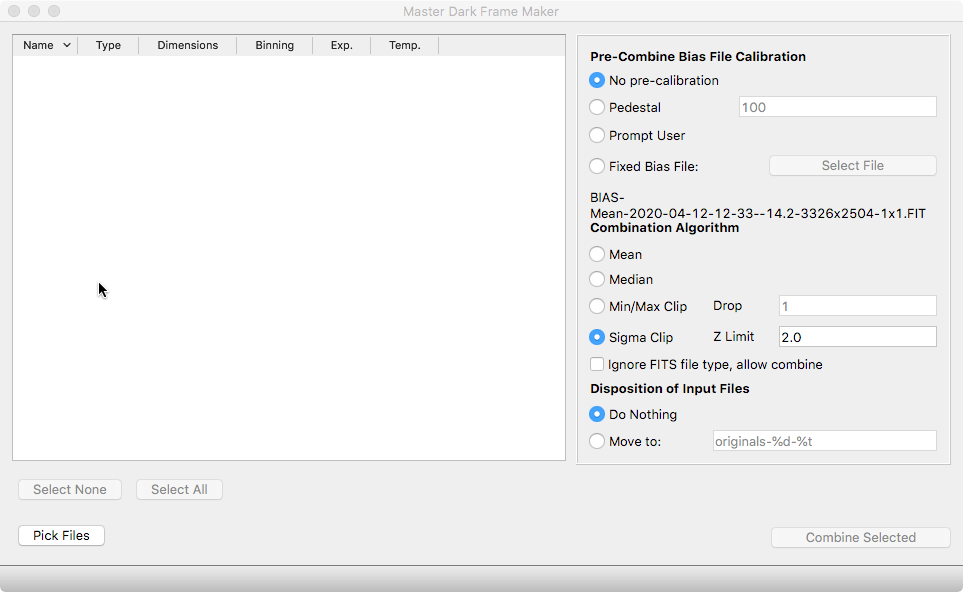 Master Dark Frame Maker
Name Type Dimensions Binning Exp. Temp.
Pre-Combine Bias File Calibration
No pre-calibration
Pedestal 100
Prompt User
Fixed Bias File: Select File
BIAS-
Mean-2020-04-12-12-33--14.2-3326x2504-1x1.FIT
Combination Algorithm
Mean
Median
Min/Max Clip Drop 1
Sigma Clip Z Limit 2.0
Ignore FITS file type, allow combine
Disposition of Input Files
Do Nothing
Move to: originals-%d-%t
Select None Select All
Pick Files Combine Selected